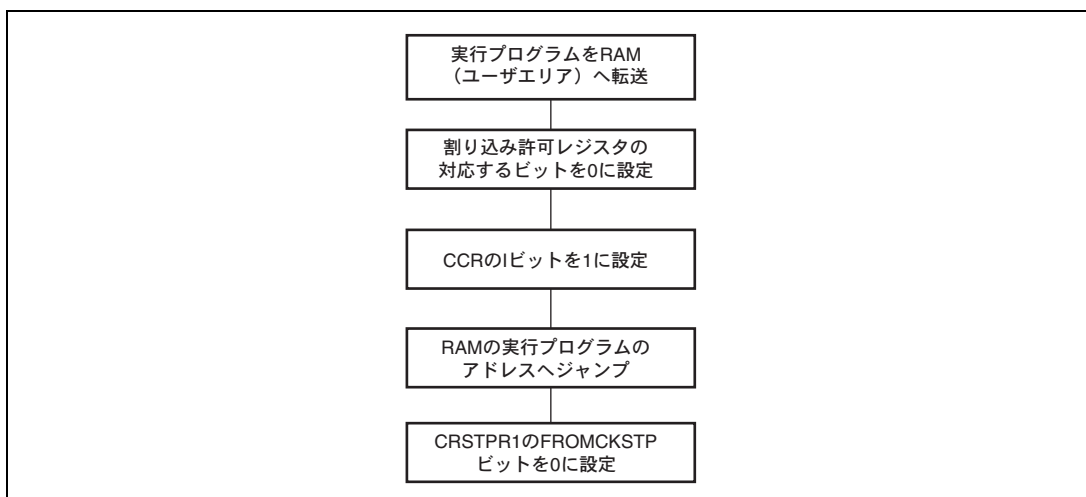 実行プログラムをRAM
（ユーザエリア）へ転送
割り込み許可レジスタの
対応するビットを0に設定
CCRのIビットを1に設定
RAMの実行プログラムの
アドレスへジャンプ
CRSTPR1のFROMCKSTP
ビットを0に設定